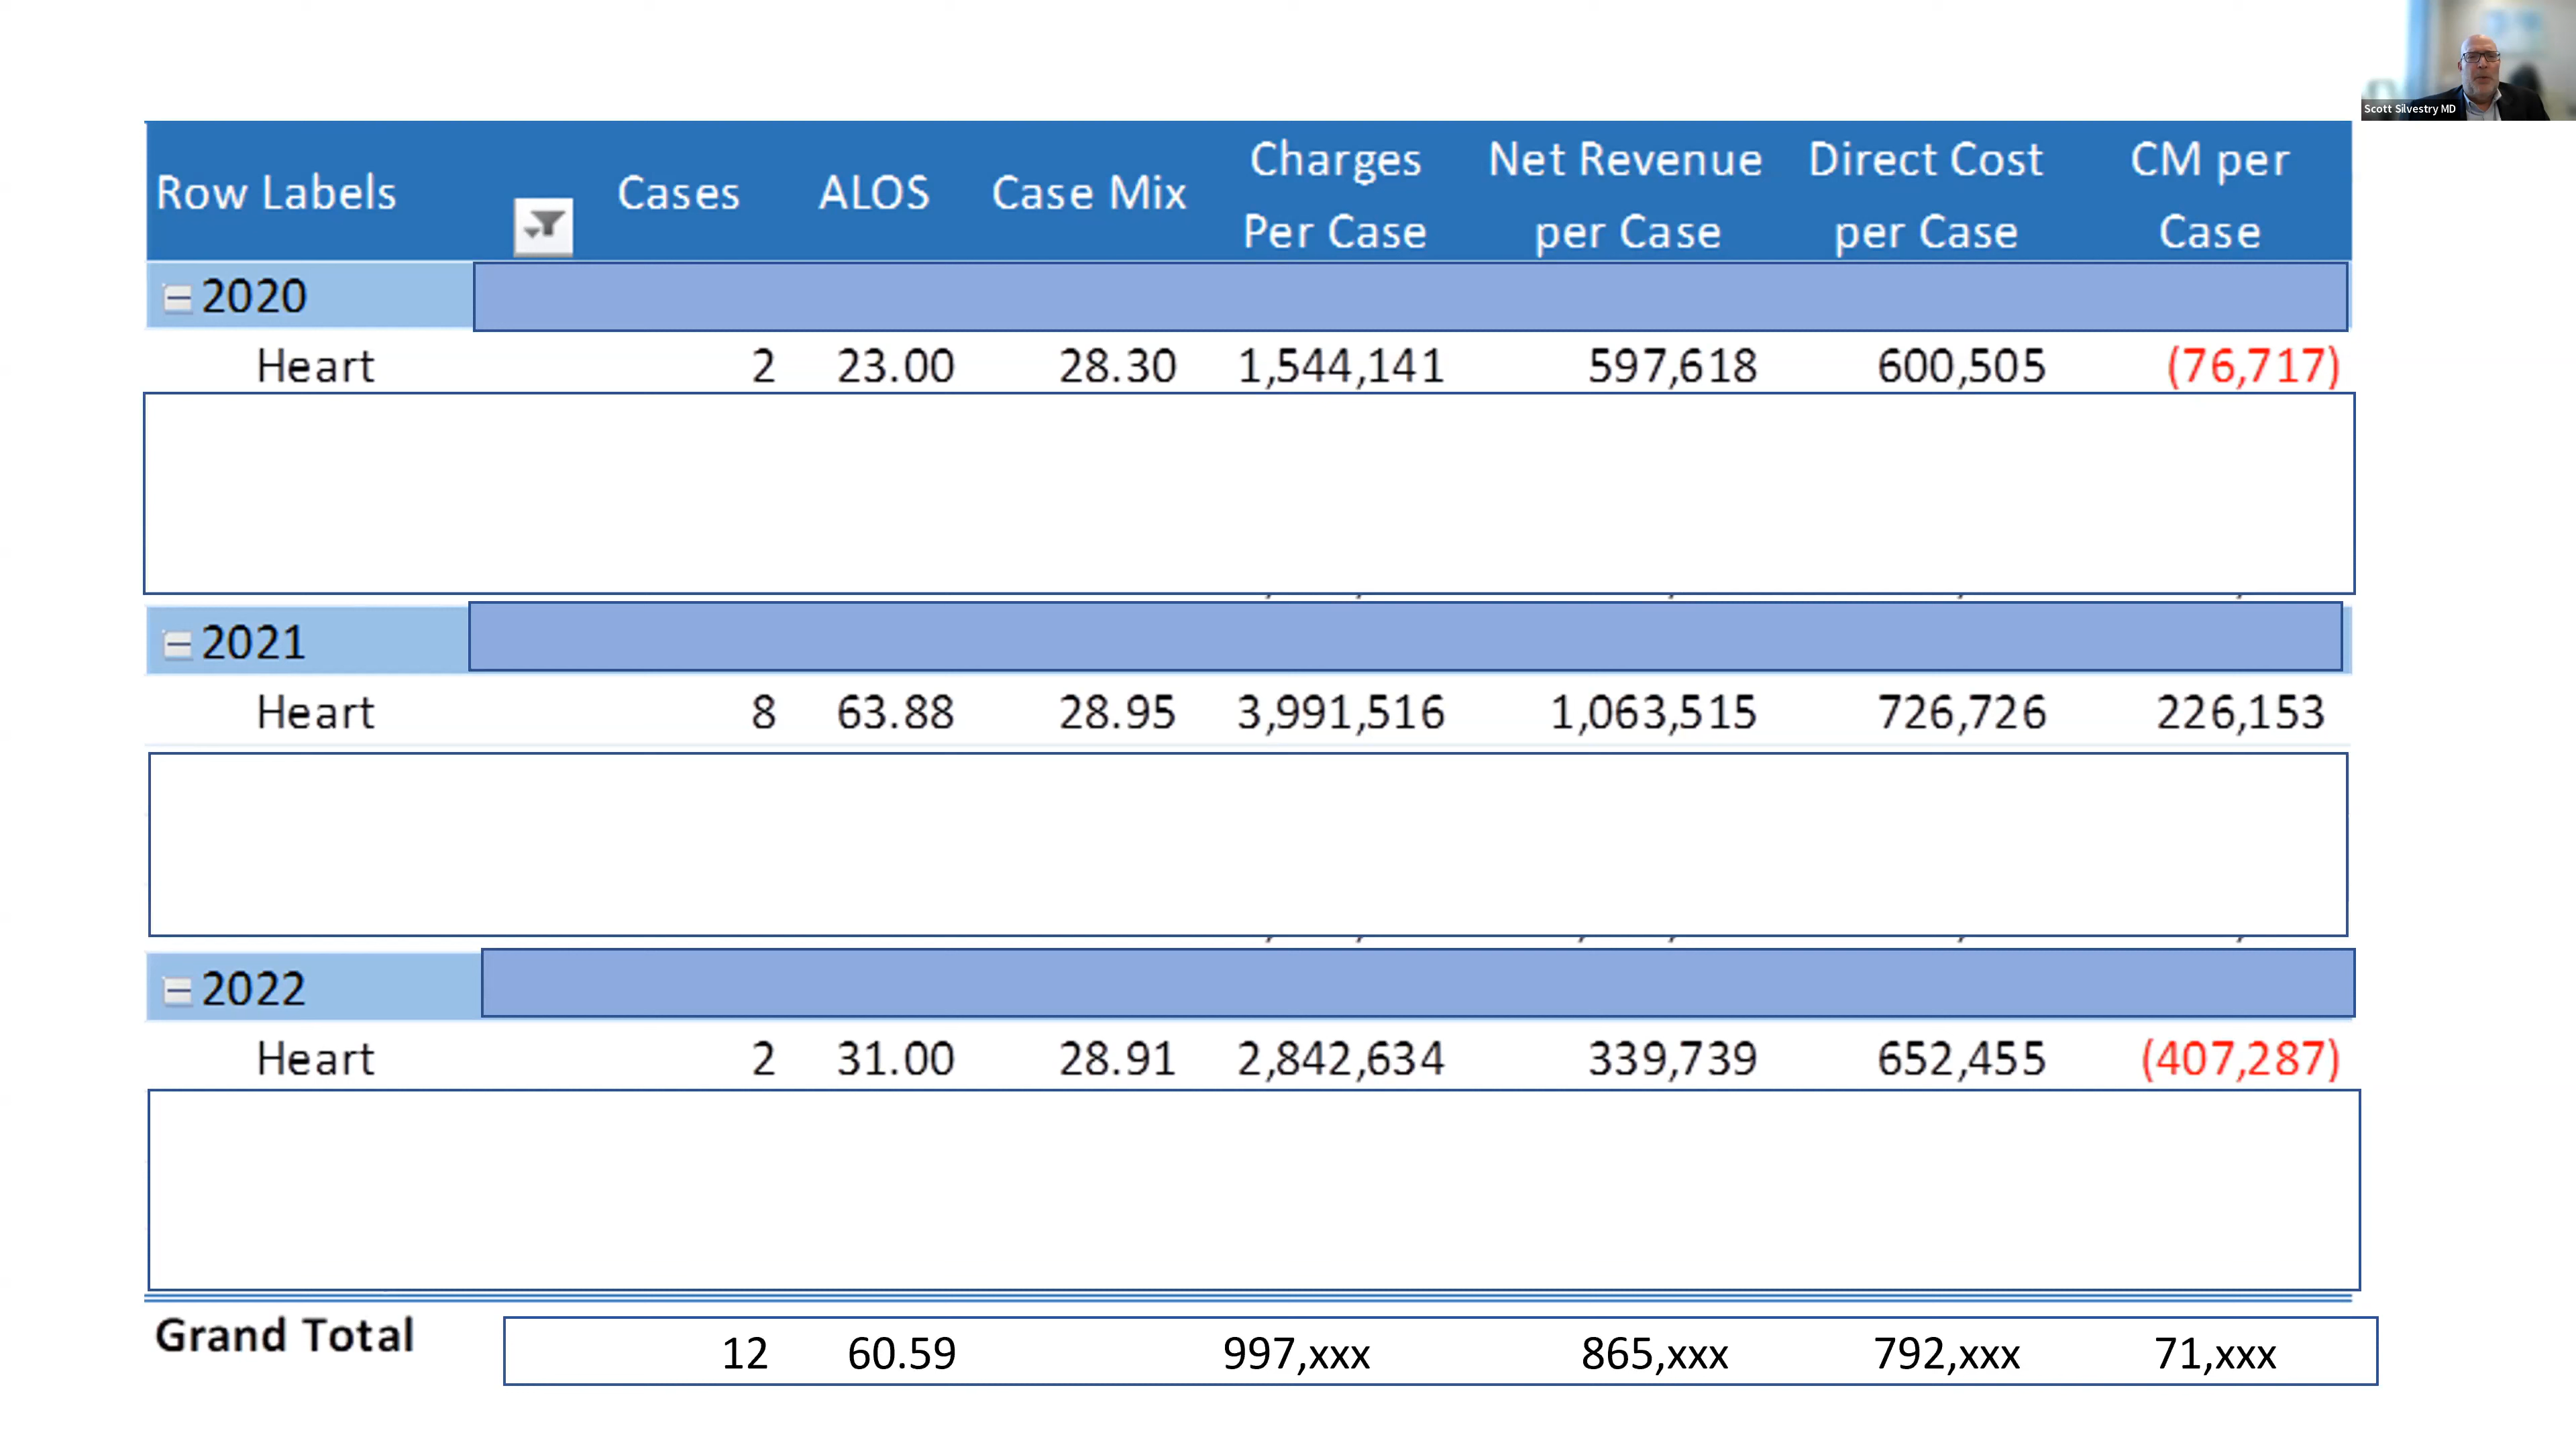 Scott Silvestry MD
Row Labels Cases ALOS Case Mix Charges Per Case Net Revenue per Case Direct Cost per Case CM per Case
2020
Heart 2 23.00 28.30 1,544,141 597,618 600,505 (76,717)
2021
Heart 8 63.88 28.95 3,991,516 1,063,515 726,726 226,153
2022
Heart 2 31.00 28.91 2,842,634 339,739 652,455 (407,287)
Grand Total 12 60.59 997,xxx 865,xxx 792,xxx 71,xxx